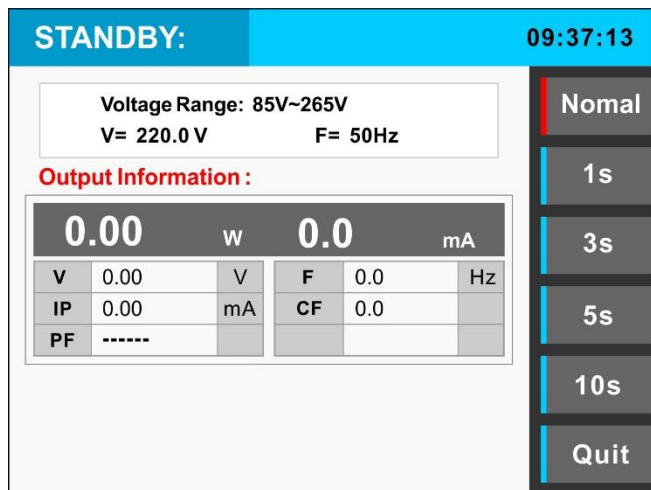 STANDBY:
09:37:13
Voltage Range: 85V~265V
V= 220.0 V F= 50Hz
Output Information :
0.00 W 0.0 mA
V 0.00 V F 0.0 Hz
IP 0.00 mA CF 0.0
PF ------
Nomal
1s
3s
5s
10s
Quit